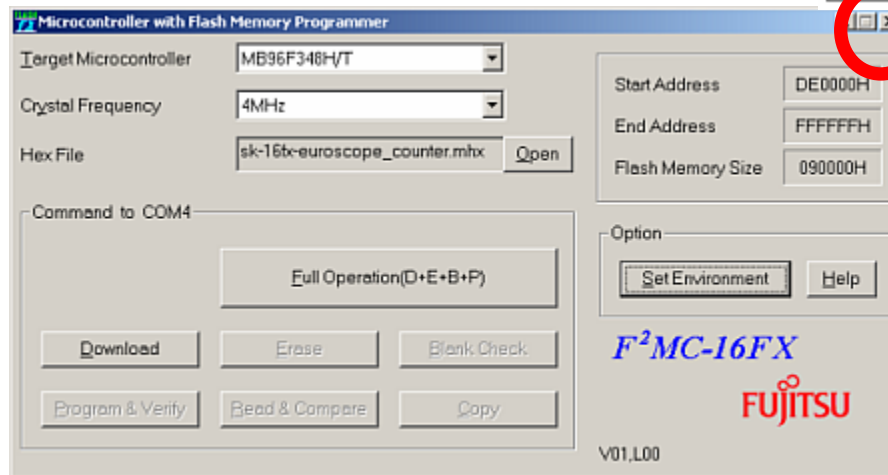 Microcontroller with Flash Memory Programmer
Target Microcontroller
MB96F348H/T
Crystal Frequency
4MHz
Hex File
sk-16fx-euroscope_counter.mhx
Open
Start Address
DE0000H
End Address
FFFFFFH
Flash Memory Size
090000H
Command to COM4
Full Operation(D+E+B+P)
Download
Erase
Blank Check
Program & Verify
Read & Compare
Copy
Option
Set Environment
Help
F²MC-16FX
FUJITSU
V01,L00